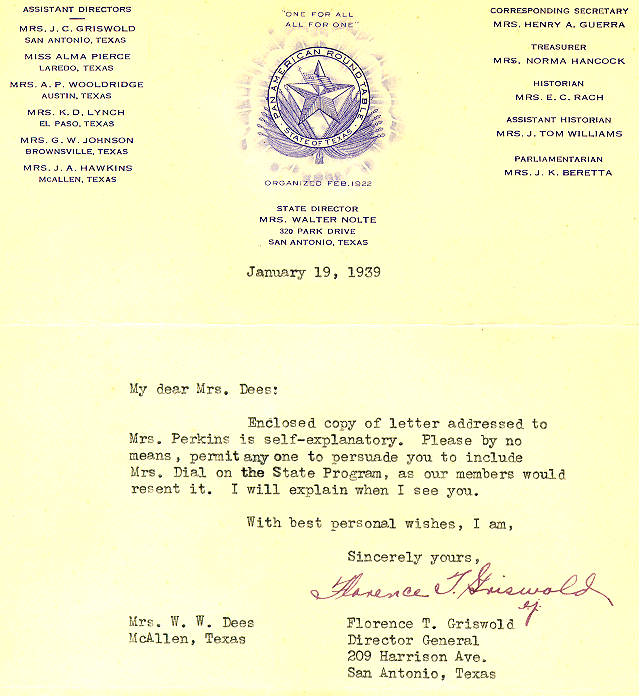 ASSISTANT DIRECTORS
MRS. J. C. GRISWOLD
SAN ANTONIO, TEXAS
MISS ALMA PIERCE
LAREDO, TEXAS
MRS. A. P. WOOLDRIDGE
AUSTIN, TEXAS
MRS. K. D. LYNCH
EL PASO, TEXAS
MRS. G. W. JOHNSON
BROWNSVILLE, TEXAS
MRS. J. A. HAWKINS
MCALLEN, TEXAS
"ONE FOR ALL
ALL FOR ONE"
PAN AMERICAN ROUND TABLE
STATE OF TEXAS
ORGANIZED FEB. 1922
STATE DIRECTOR
MRS. WALTER NOLTE
320 PARK DRIVE
SAN ANTONIO, TEXAS
CORRESPONDING SECRETARY
MRS. HENRY A. GUERRA
TREASURER
MRS. NORMA HANCOCK
HISTORIAN
MRS. E. C. RACH
ASSISTANT HISTORIAN
MRS. J. TOM WILLIAMS
PARLIAMENTARIAN
MRS. J. K. BERETTA
January 19, 1939
My dear Mrs. Dees:
Enclosed copy of letter addressed to
Mrs. Perkins is self-explanatory. Please by no
means, permit any one to persuade you to include
Mrs. Dial on the State Program, as our members would
resent it. I will explain when I see you.
With best personal wishes, I am,
Sincerely yours,
Florence T. Griswold
Mrs. W. W. Dees
McAllen, Texas
Florence T. Griswold
Director General
209 Harrison Ave.
San Antonio, Texas